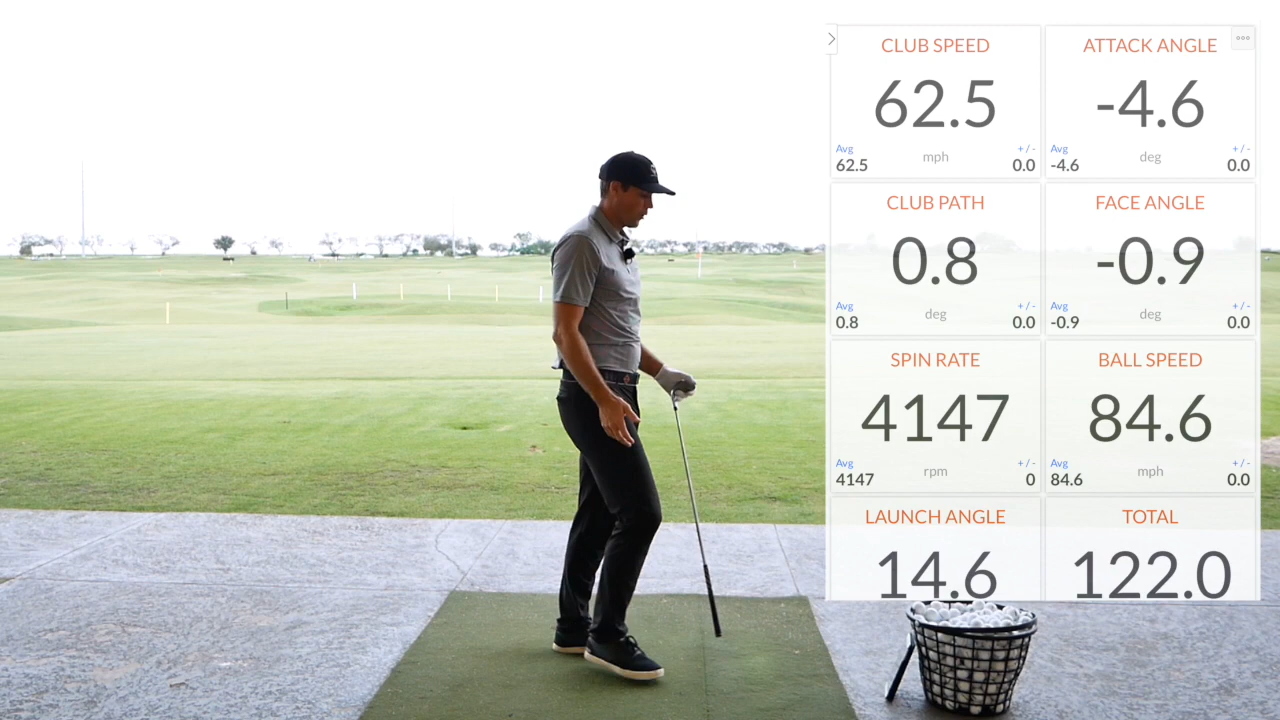 CLUB SPEED
62.5
Avg
62.5
mph
+ / -
0.0
ATTACK ANGLE
-4.6
Avg
-4.6
deg
+ / -
0.0
CLUB PATH
0.8
Avg
0.8
deg
+ / -
0.0
FACE ANGLE
-0.9
Avg
-0.9
deg
+ / -
0.0
SPIN RATE
4147
Avg
4147
rpm
+ / -
0
BALL SPEED
84.6
Avg
84.6
mph
+ / -
0.0
LAUNCH ANGLE
14.6
TOTAL
122.0